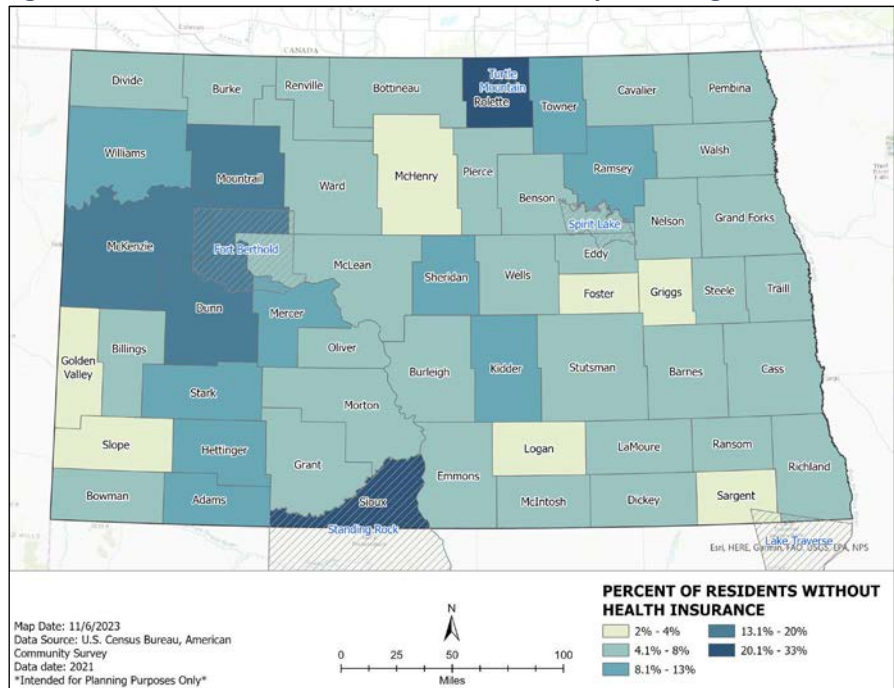 CANADA
Divide
Burke
Renville
Bottineau
Turtle
Mountain
Rolette
Towner
Cavalier
Pembina
Williams
Mountrail
Ward
McHenry
Pierce
Benson
Ramsey
Walsh
Nelson
Grand Forks
Spirit Lake
McKenzie
Fort Berthold
McLean
Sheridan
Wells
Eddy
Foster
Griggs
Steele
Traill
Dunn
Mercer
Oliver
Golden
Valley
Billings
Stark
Burleigh
Kidder
Stutsman
Barnes
Cass
Morton
Slope
Hettinger
Grant
Emmons
Logan
LaMoure
Ransom
Richland
Bowman
Adams
Sioux
McIntosh
Dickey
Sargent
Standing Rock
Lake Traverse
Esri, HERE, Garmin, FAO, USGS, EPA, NPS
PERCENT OF RESIDENTS WITHOUT
HEALTH INSURANCE
2% - 4%
13.1% - 20%
4.1% - 8%
20.1% - 33%
8.1% - 13%
Map Date: 11/6/2023
Data Source: U.S. Census Bureau, American
Community Survey
Data date: 2021
*Intended for Planning Purposes Only*
N
0 25 50 100
Miles